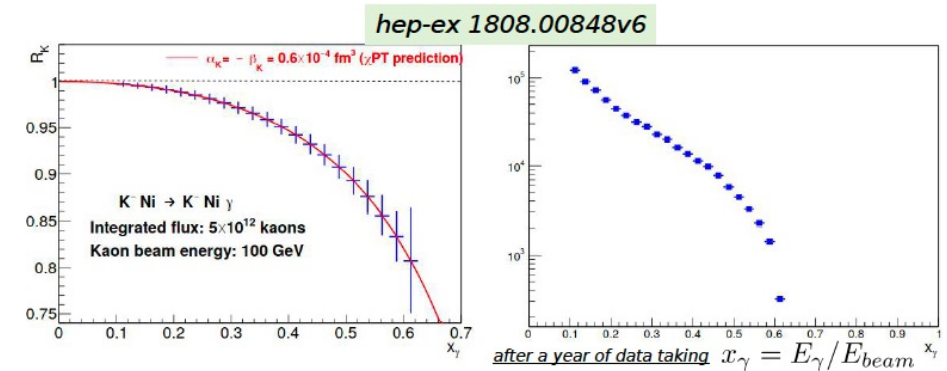 hep-ex 1808.00848v6
R_K
α_K = - β_K = 0.6×10⁻⁴ fm³ (χPT prediction)
1
0.95
0.9
0.85
0.8
0.75
K⁻ Ni → K⁻ Ni γ
Integrated flux: 5×10¹² kaons
Kaon beam energy: 100 GeV
0 0.1 0.2 0.3 0.4 0.5 0.6 0.7
x_γ
10⁵
10⁴
10³
0 0.1 0.2 0.3 0.4 0.5 0.6 0.7 0.8 0.9 1
x_γ
after a year of data taking x_γ = E_γ/E_beam